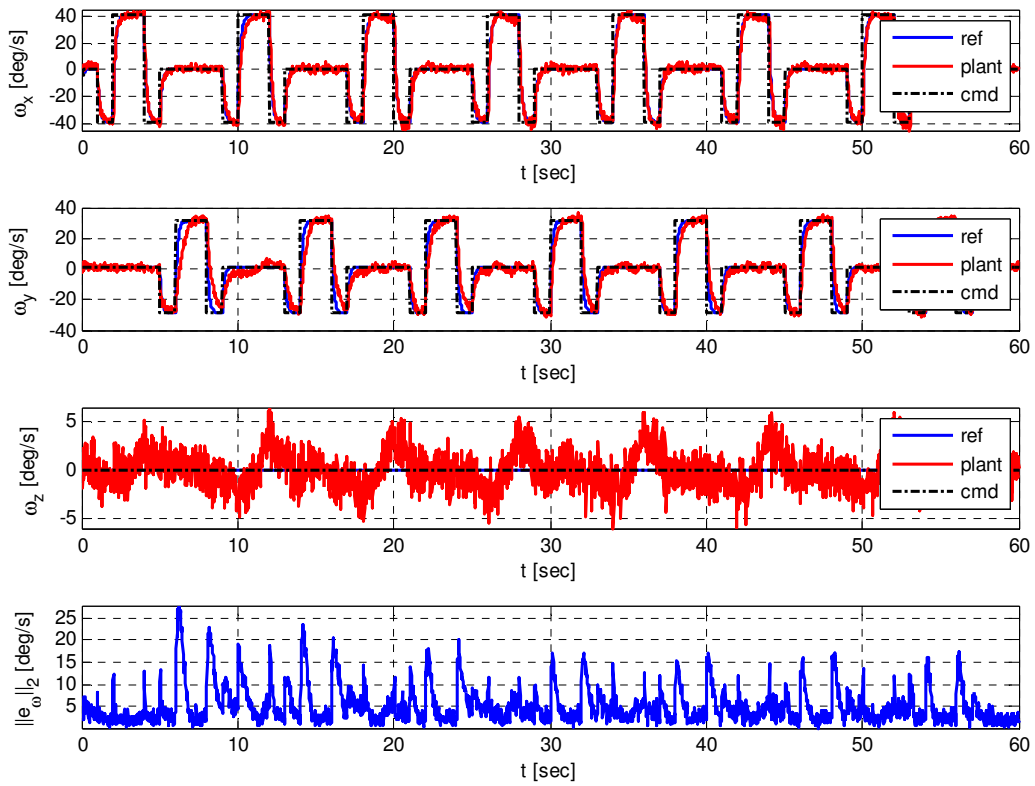 ω_x [deg/s]
40
20
0
-20
-40
0 10 20 30 40 50 60
t [sec]
ref
plant
cmd
ω_y [deg/s]
40
20
0
-20
-40
0 10 20 30 40 50 60
t [sec]
ref
plant
cmd
ω_z [deg/s]
5
0
-5
0 10 20 30 40 50 60
t [sec]
ref
plant
cmd
||e_ω||_2 [deg/s]
25
20
15
10
5
0 10 20 30 40 50 60
t [sec]